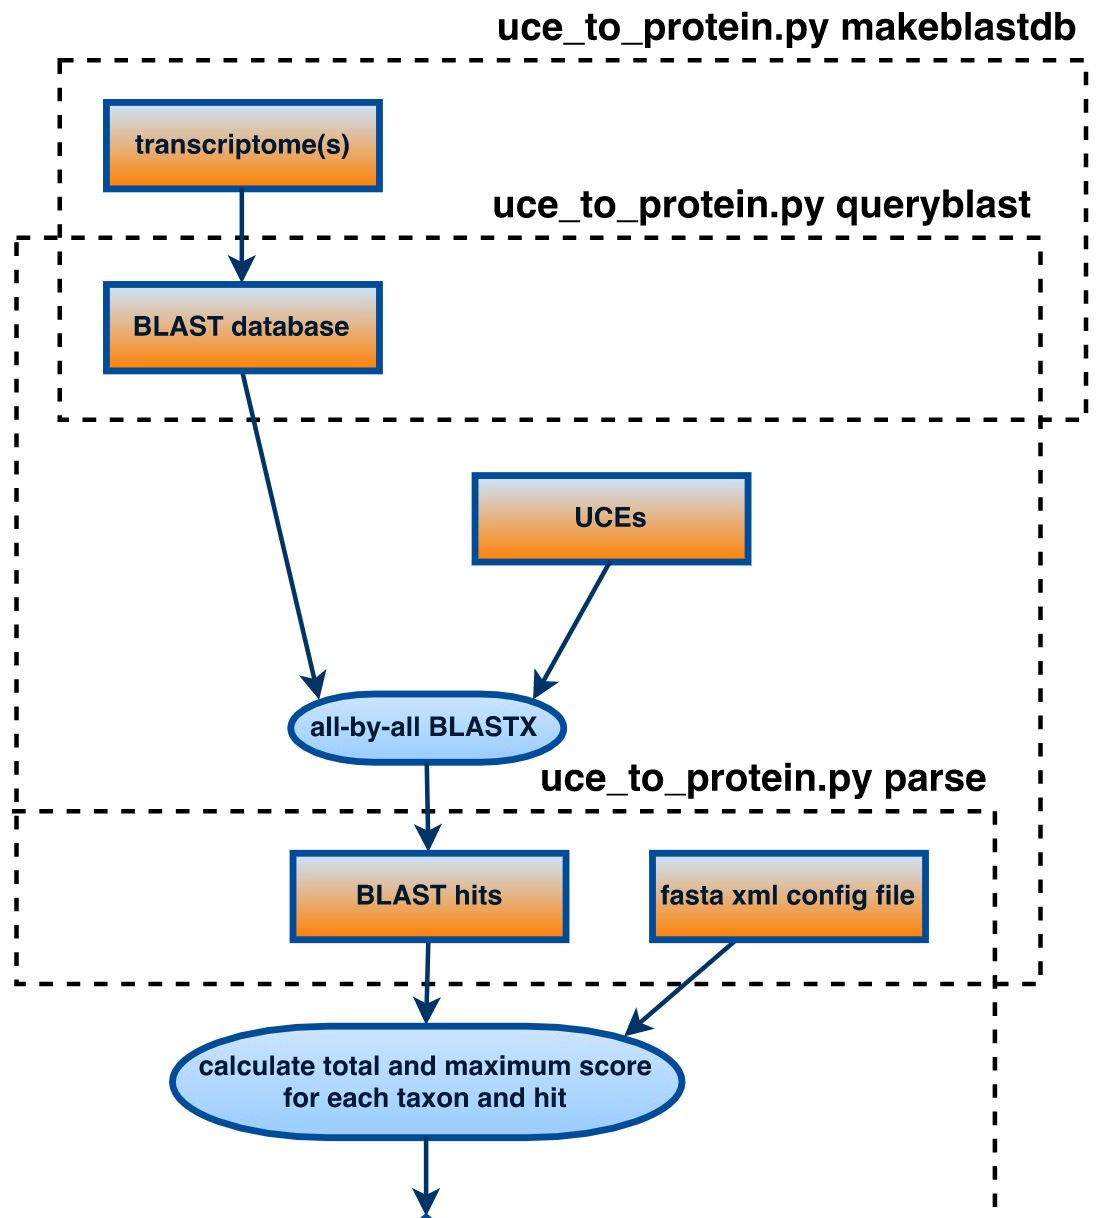 uce_to_protein.py makeblastdb
transcriptome(s)
uce_to_protein.py queryblast
BLAST database
UCEs
all-by-all BLASTX
uce_to_protein.py parse
BLAST hits
fasta xml config file
calculate total and maximum score
for each taxon and hit